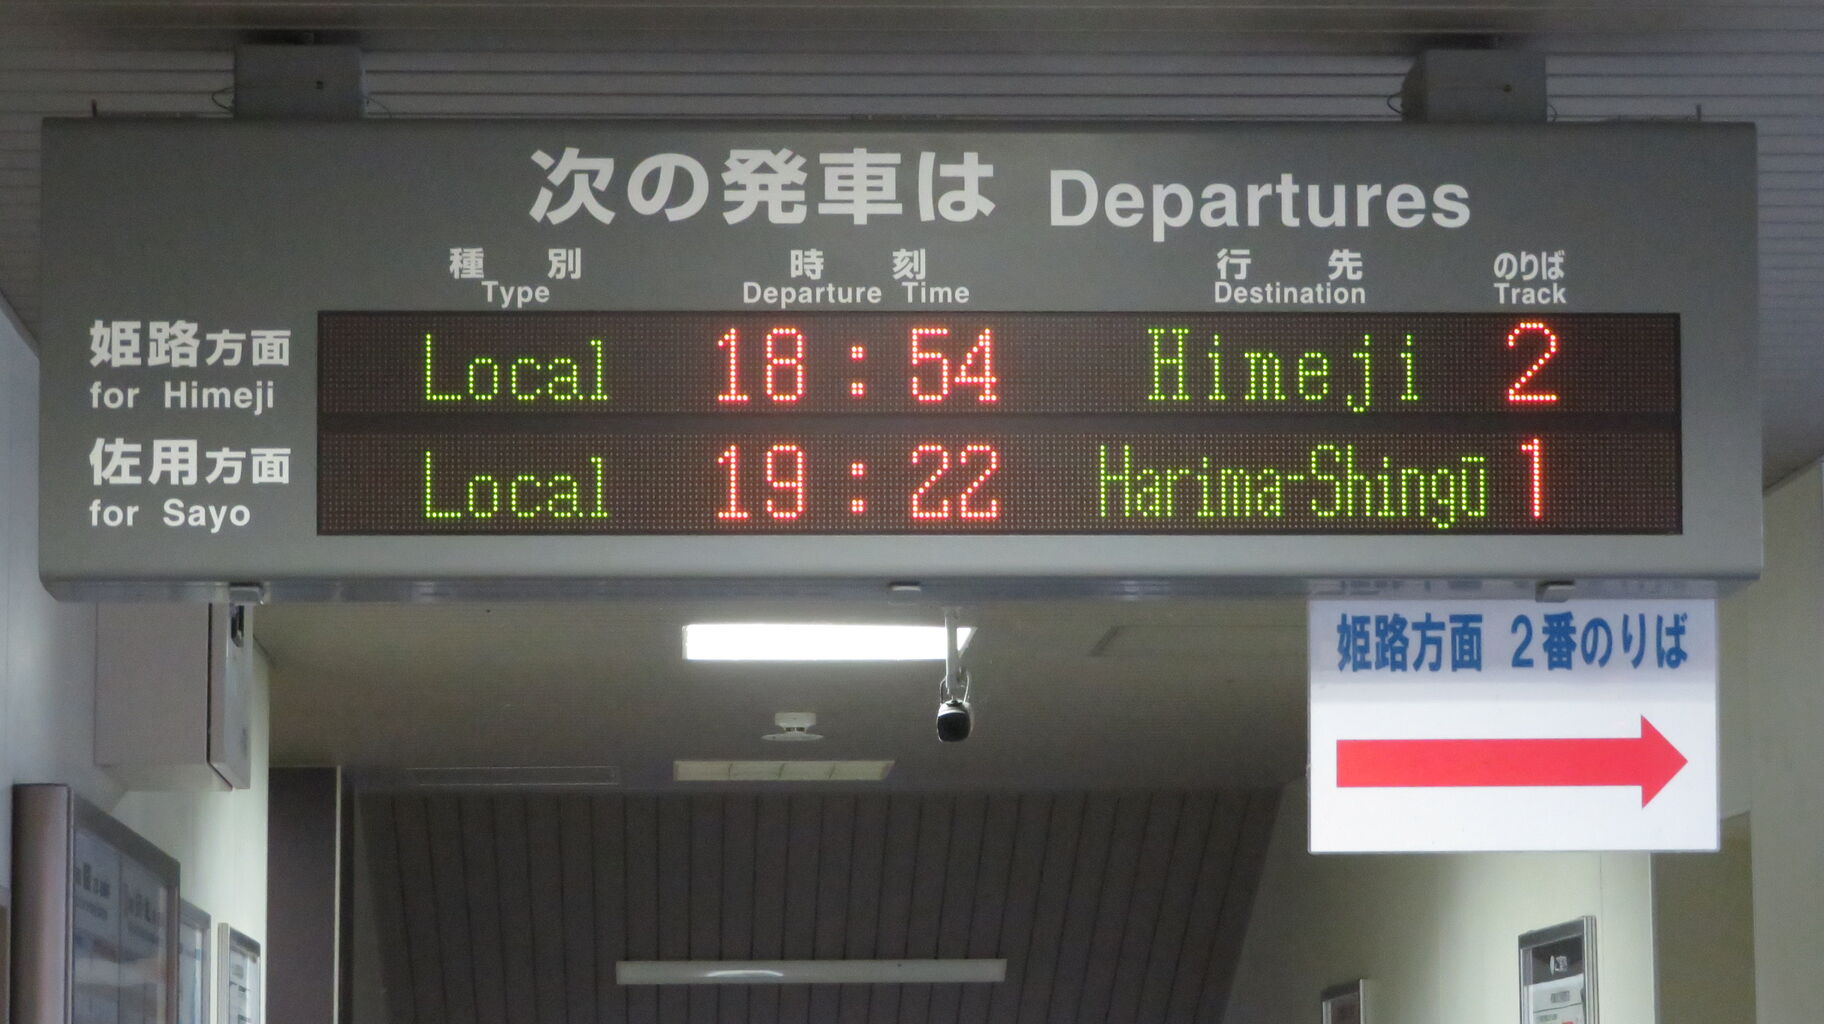 次の発車は Departures
種別 時刻 行先 のりば
Type Departure Time Destination Track
姫路方面 Local 18:54 Himeji 2
for Himeji
佐用方面 Local 19:22 Harima-Shingū 1
for Sayo
姫路方面 2番のりば